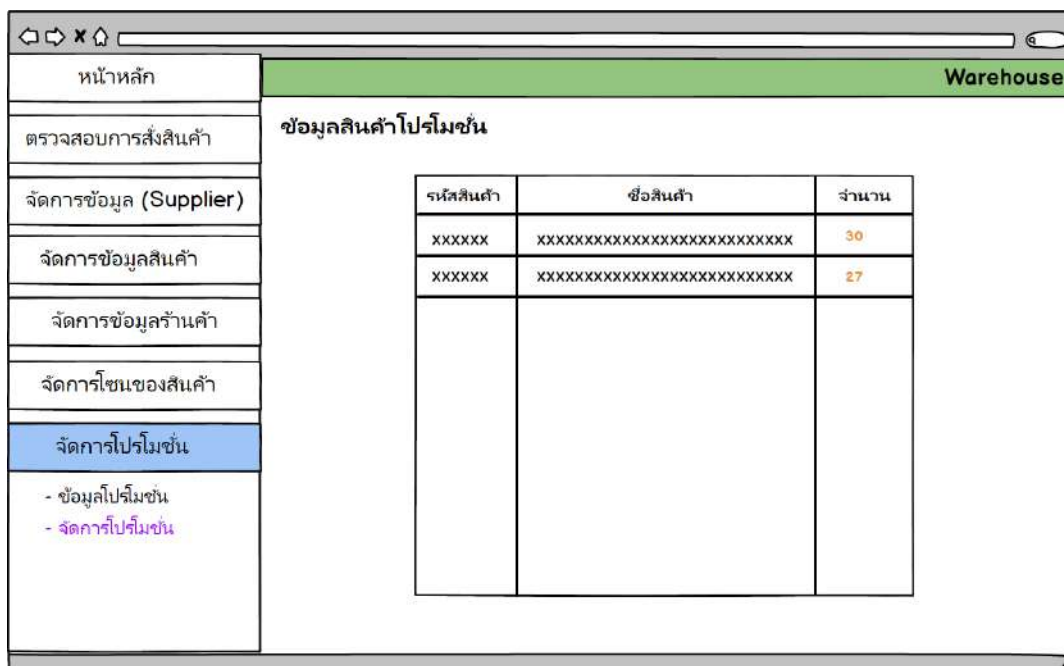 หน้าหลัก
Warehouse
ตรวจสอบการสั่งสินค้า
จัดการข้อมูล (Supplier)
จัดการข้อมูลสินค้า
จัดการข้อมูลร้านค้า
จัดการโซนของสินค้า
จัดการโปรโมชั่น
- ข้อมูลโปรโมชั่น
- จัดการโปรโมชั่น
ข้อมูลสินค้าโปรโมชั่น
รหัสสินค้า ชื่อสินค้า จำนวน
xxxxxx xxxxxxxxxxxxxxxxxxxxxxxxxxx 30
xxxxxx xxxxxxxxxxxxxxxxxxxxxxxxxxx 27